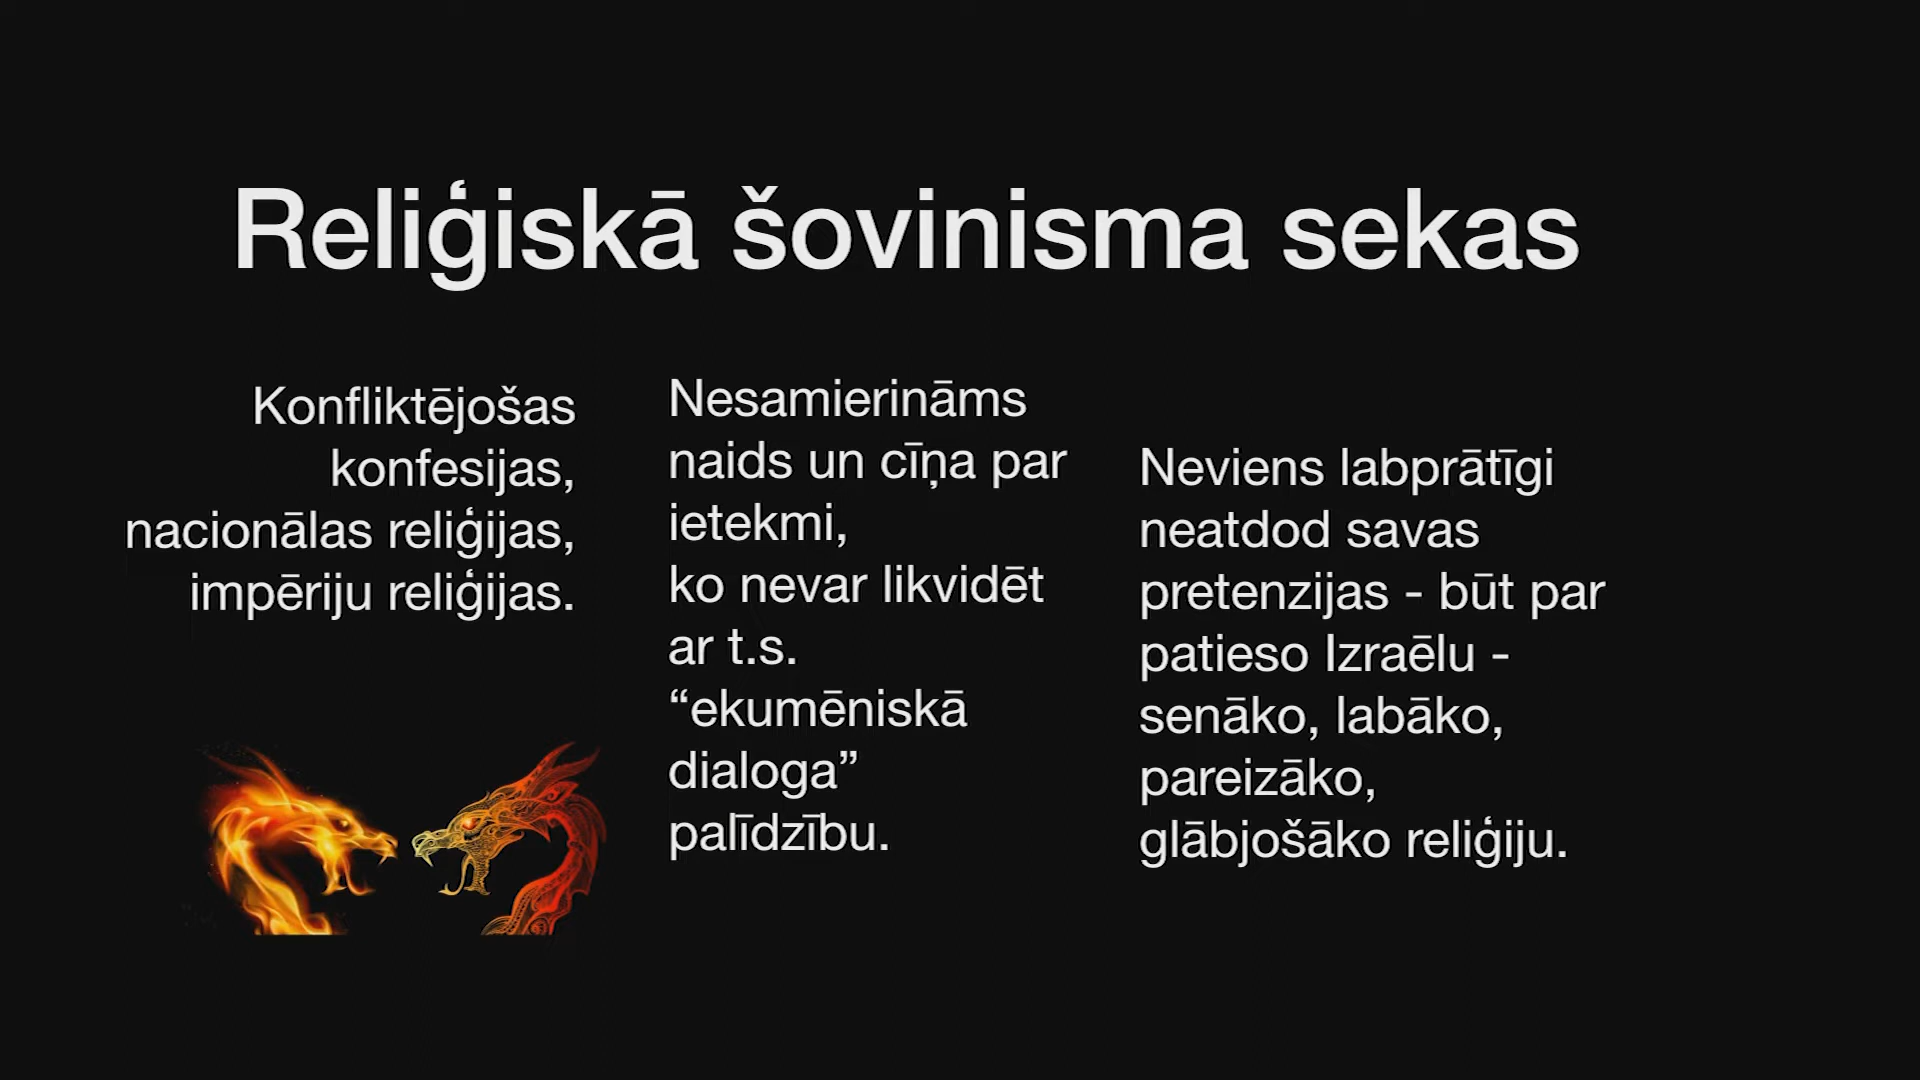 Reliģiskā šovinisma sekas
Konfliktējošas
konfesijas,
nacionālas reliģijas,
impēriju reliģijas.
Nesamierināms
naids un cīņa par
ietekmi,
ko nevar likvidēt
ar t.s.
“ekumēniskā
dialoga”
palīdzību.
Neviens labprātīgi
neatdod savas
pretenzijas - būt par
patieso Izraēlu -
senāko, labāko,
pareizāko,
glābjošāko reliģiju.